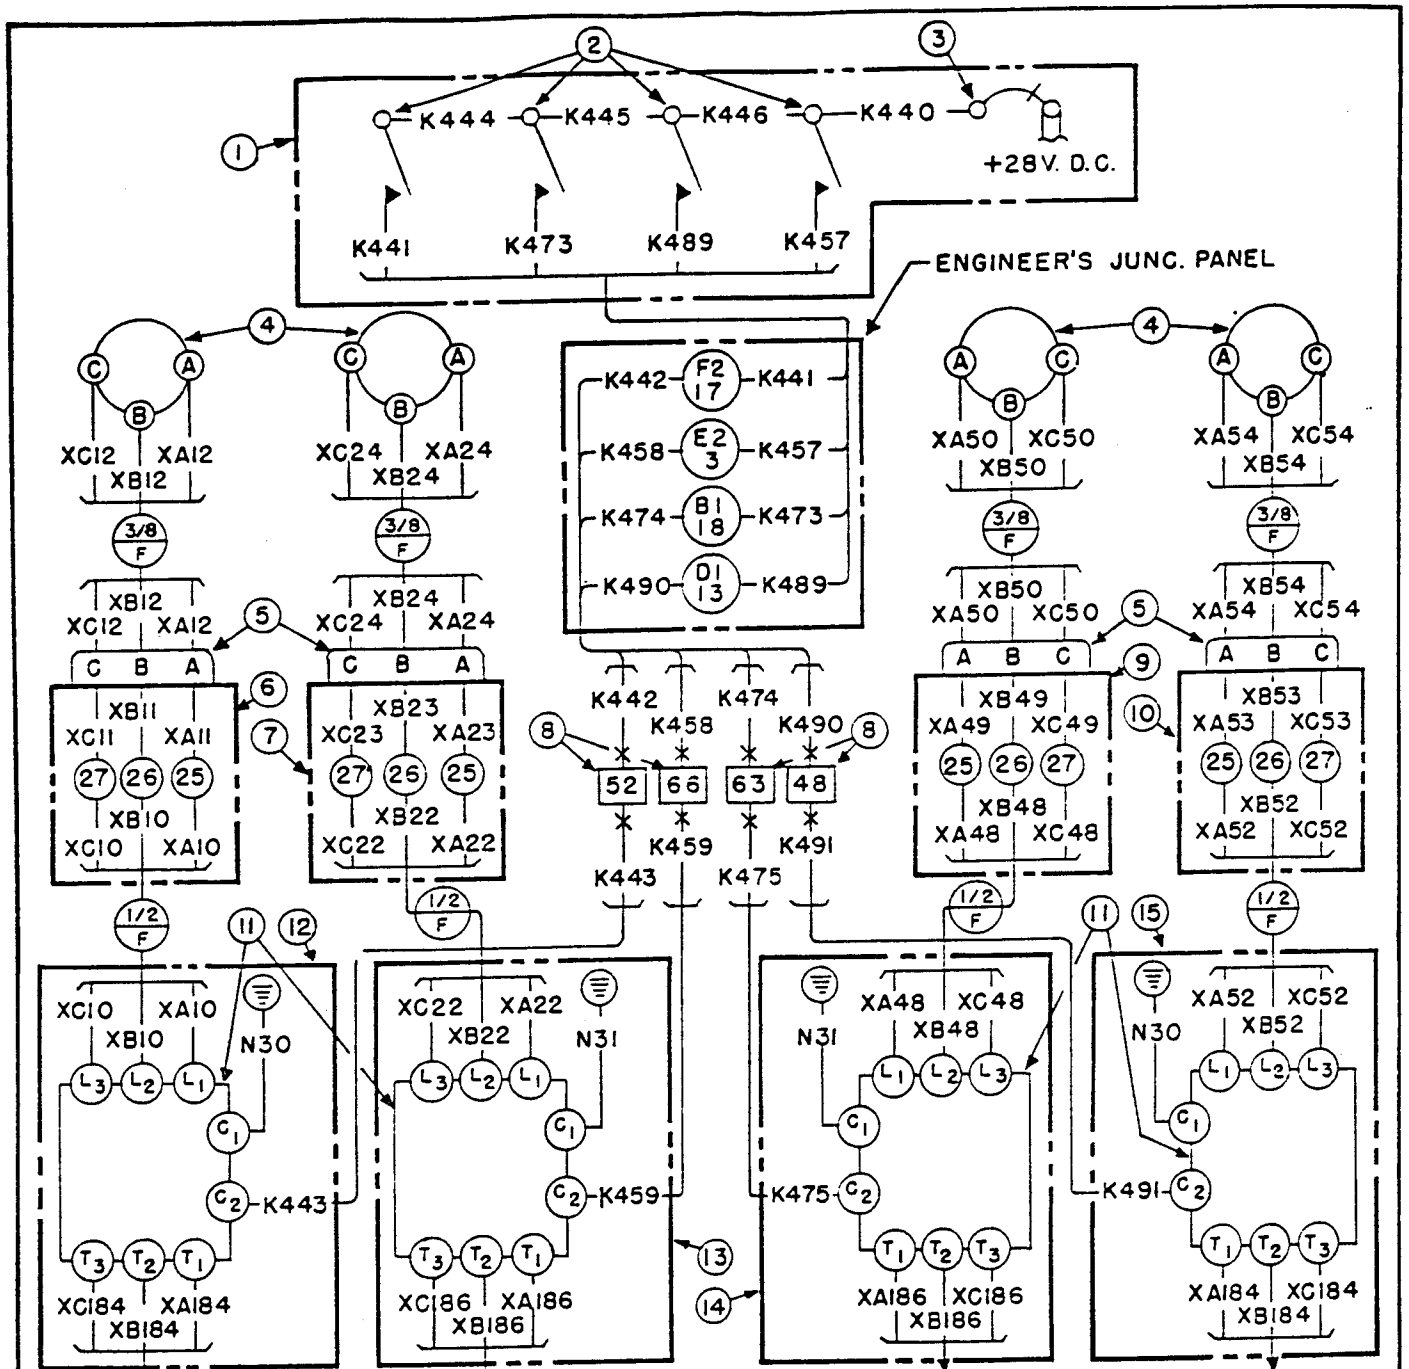 2
3
K444 K445 K446 K440
+28V. D.C.
1
K441 K473 K489 K457
ENGINEER'S JUNC. PANEL
4 4
C A B
C A B
A C B
A C B
K442 F2 17 K441
K458 E2 3 K457
K474 B1 18 K473
K490 D1 13 K489
XC12 XB12 XA12
XC24 XB24 XA24
XA50 XB50 XC50
XA54 XB54 XC54
3/8 F
3/8 F
3/8 F
3/8 F
XC12 XB12 XA12
XC24 XB24 XA24
XA50 XB50 XC50
XA54 XB54 XC54
5 5
C B A
C B A
A B C
A B C
6
7
9
10
XC11 XB11 XA11
XC23 XB23 XA23
XA49 XB49 XC49
XA53 XB53 XC53
27 26 25
27 26 25
25 26 27
25 26 27
XC10 XB10 XA10
XC22 XB22 XA22
XA48 XB48 XC48
XA52 XB52 XC52
K442 K458 K474 K490
8 8
52 66 63 48
K443 K459 K475 K491
1/2 F
1/2 F
1/2 F
1/2 F
11 12
11 15
XC10 XB10 XA10 N30
XC22 XB22 XA22 N31
N31 XA48 XB48 XC48
N30 XA52 XB52 XC52
L3 L2 L1
L3 L2 L1
L1 L2 L3
L1 L2 L3
C1
C1
C1
C1
C2 K443
C2 K459
K475 C2
K491 C2
T3 T2 T1
T3 T2 T1
T1 T2 T3
T1 T2 T3
13
14
XC184 XB184 XA184
XC186 XB186 XA186
XA186 XB186 XC186
XA184 XB184 XC184